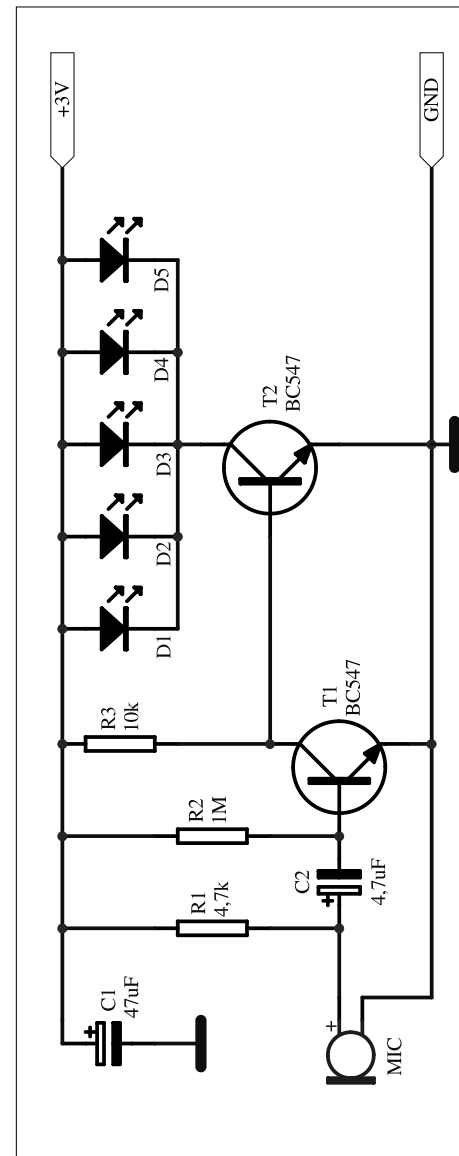 +3V
GND
D5
D4
D3
D2
D1
T2
BC547
R3
10k
T1
BC547
R2
1M
C2
4,7uF
R1
4,7k
C1
47uF
+
+
+
MIC